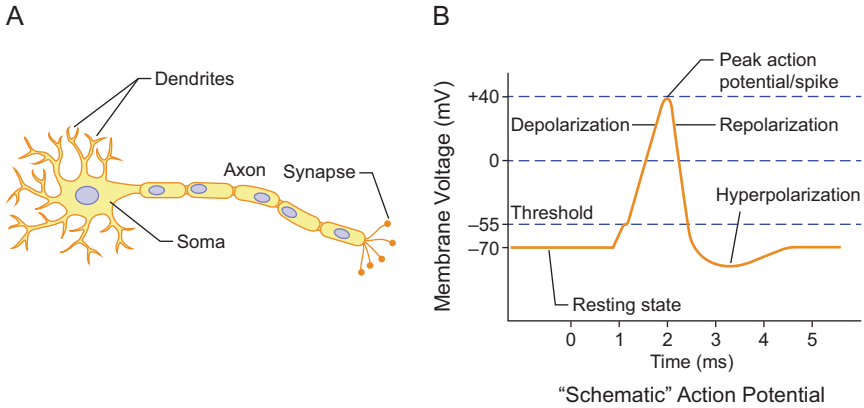 A
Dendrites
Axon
Synapse
Soma
B
Peak action
potential/spike
Membrane Voltage (mV)
+40
0
–55
–70
Depolarization
Repolarization
Threshold
Hyperpolarization
Resting state
0 1 2 3 4 5
Time (ms)
“Schematic” Action Potential